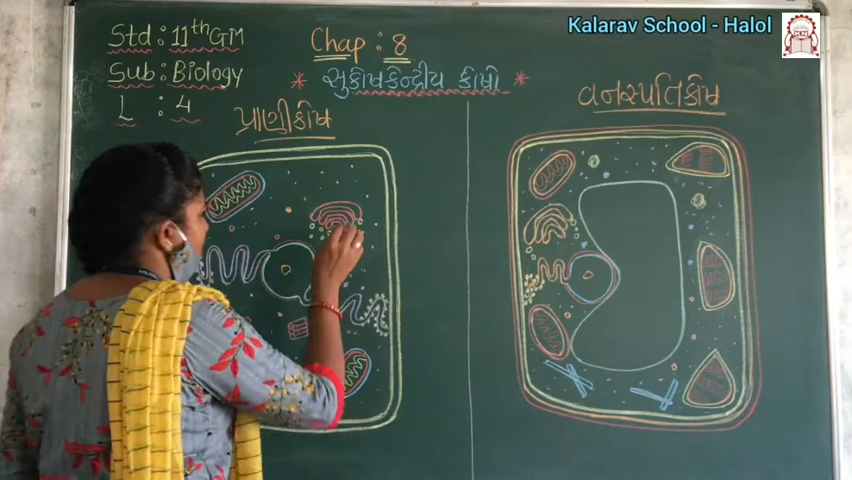 Kalarav School - Halol
Std : 11th GM
Sub : Biology
L : 4
Chap : 8
* સુકોષકેન્દ્રીય કોષો *
પ્રાણીકોષ
વનસ્પતિકોષ